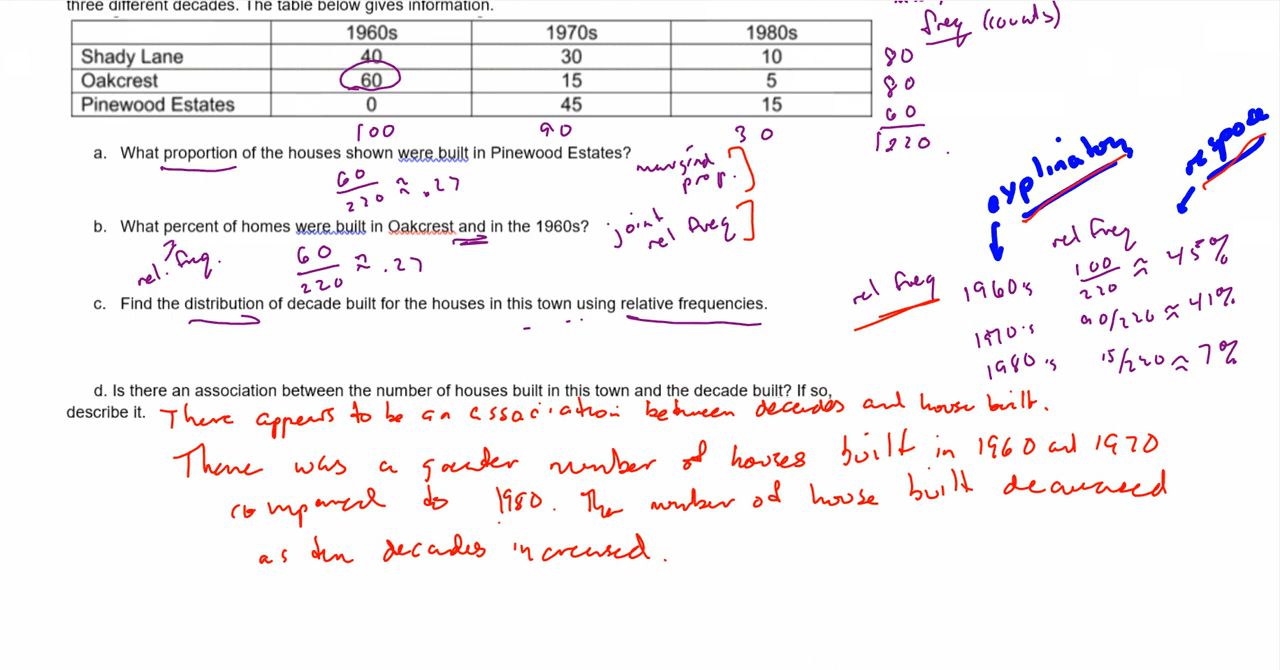 three different decades. The table below gives information.
freq (counts)
1960s 1970s 1980s
Shady Lane 40 30 10 80
Oakcrest 60 15 5 80
Pinewood Estates 0 45 15 60
100 90 30 220
a. What proportion of the houses shown were built in Pinewood Estates?
marginal prop.
60/220 ≈ .27
explinatory
respose
b. What percent of homes were built in Oakcrest and in the 1960s?
joint rel freq
rel. freq.
60/220 ≈ .27
rel freq
rel freq
1960's 100/220 ≈ 45%
1970's 90/220 ≈ 41%
1980's 15/220 ≈ 7%
c. Find the distribution of decade built for the houses in this town using relative frequencies.
d. Is there an association between the number of houses built in this town and the decade built? If so,
describe it. There appears to be an association between decades and house built.
There was a greater number of houses built in 1960 and 1970
compared to 1980. The number of house built decreased
as the decades increased.